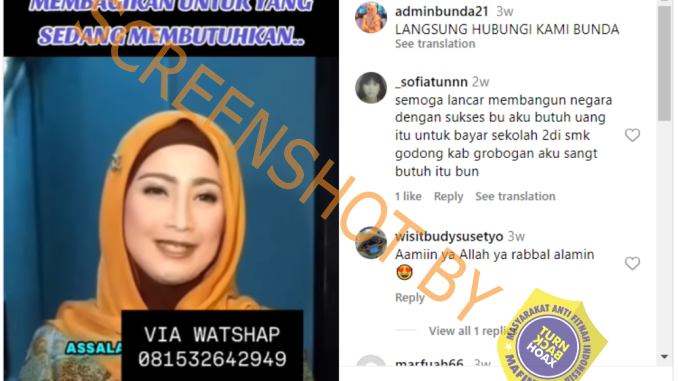 MEMBAGIKAN UNTUK YANG
SEDANG MEMBUTUHKAN..
ASSALA
VIA WATSHAP
081532642949
adminbunda21 3w
LANGSUNG HUBUNGI KAMI BUNDA
See translation
_sofiatunnn 2w
semoga lancar membangun negara
dengan sukses bu aku butuh uang
itu untuk bayar sekolah 2di smk
godong kab grobogan aku sangt
butuh itu bun
1 like Reply See translation
wisitbudysusetyo 3w
Aamiin ya Allah ya rabbal alamin
😍
Reply
View all 1 repli
marfuah66 3w
SCREENSHOT BY
MASYARAKAT ANTI FITNAH INDONESIA
TURN
BACK
HOAX
MAFI